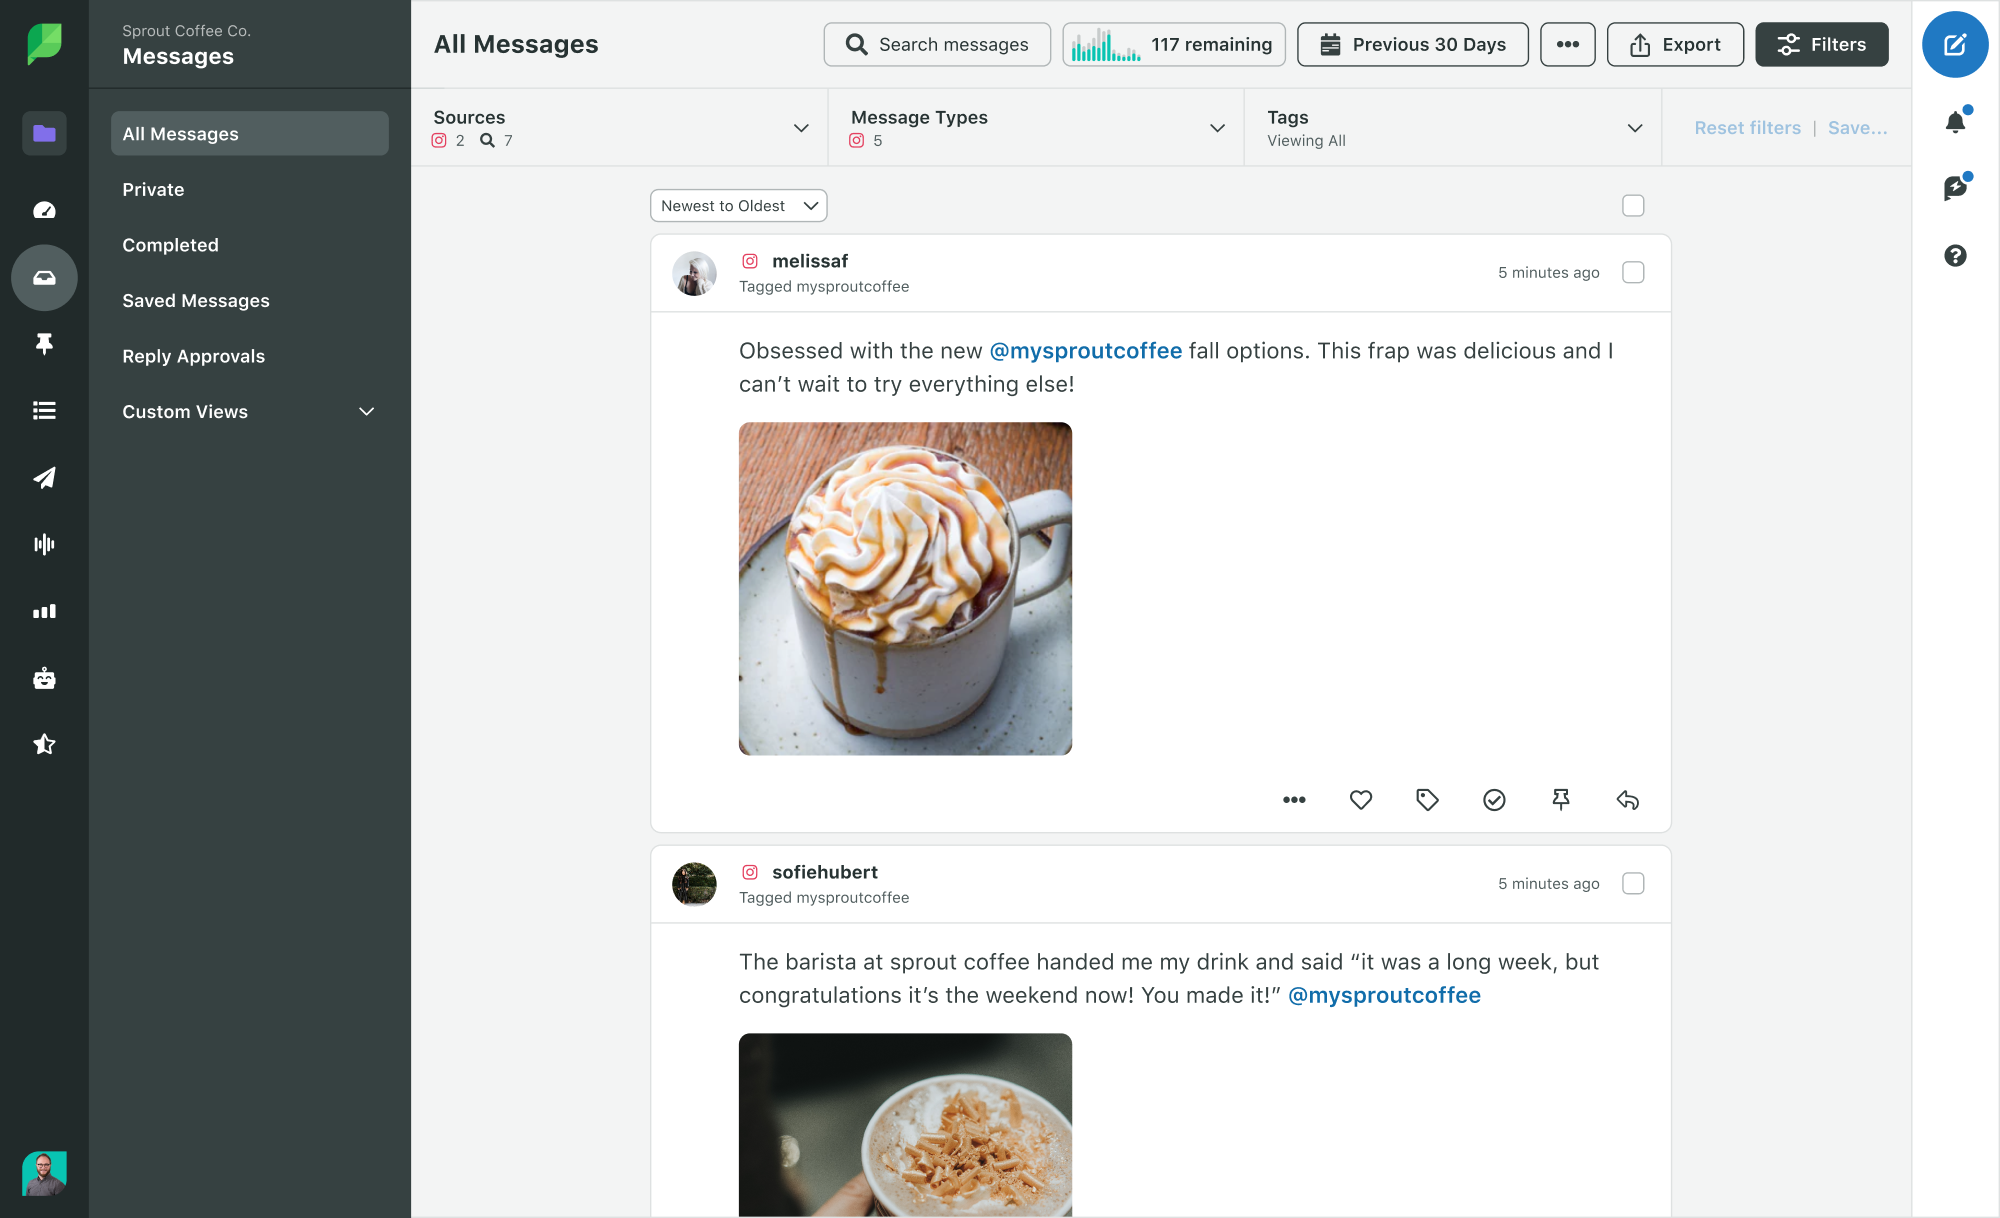 Sprout Coffee Co.
Messages
All Messages
Private
Completed
Saved Messages
Reply Approvals
Custom Views
All Messages
Search messages
117 remaining
Previous 30 Days
Export
Filters
Sources
2 7
Message Types
5
Tags
Viewing All
Reset filters | Save...
Newest to Oldest
melissaf
Tagged mysproutcoffee
5 minutes ago
Obsessed with the new @mysproutcoffee fall options. This frap was delicious and I
can’t wait to try everything else!
sofiehubert
Tagged mysproutcoffee
5 minutes ago
The barista at sprout coffee handed me my drink and said “it was a long week, but
congratulations it’s the weekend now! You made it!” @mysproutcoffee